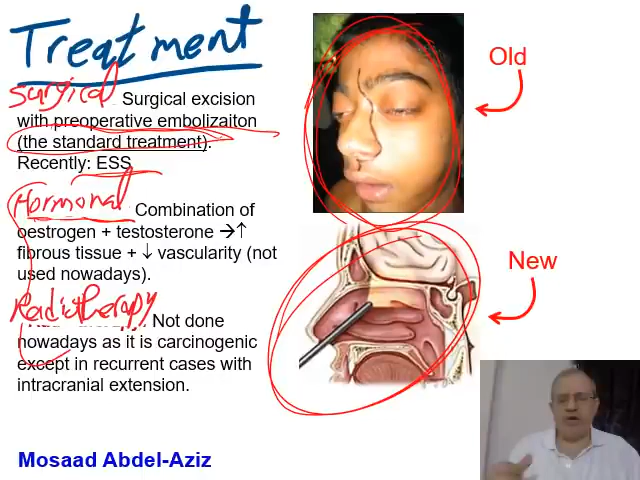 Treatment
Surgical Surgical excision
with preoperative embolizaiton
(the standard treatment).
Recently: ESS
Hormonal Combination of
oestrogen + testosterone →↑
fibrous tissue + ↓ vascularity (not
used nowadays).
Radiotherapy Not done
nowadays as it is carcinogenic
except in recurrent cases with
intracranial extension.
Mosaad Abdel-Aziz
Old
New